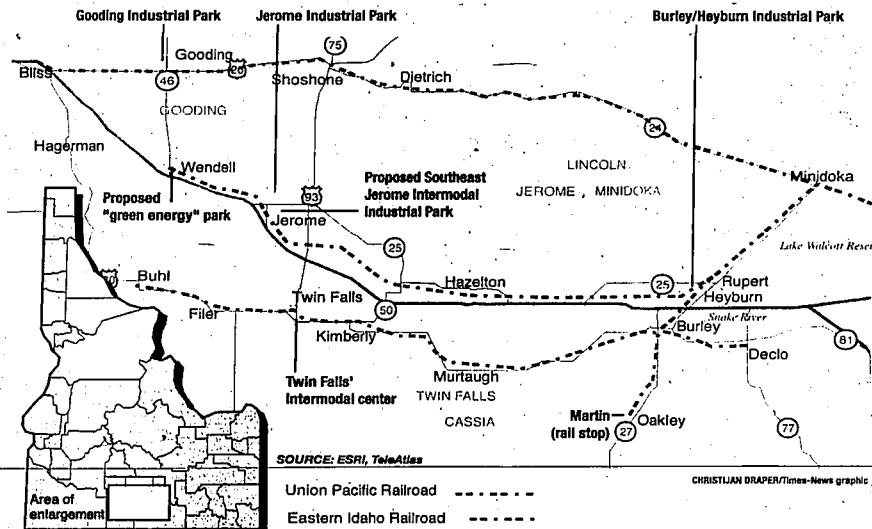 Gooding Industrial Park
Jerome Industrial Park
Burley/Heyburn Industrial Park
75
Gooding
Bliss
46
Shoshone
Dietrich
GOODING
24
Hagerman
Wendell
LINCOLN
Minidoka
Proposed
"green energy" park
93
Proposed Southeast
Jerome Intermodal
Industrial Park
JEROME , MINIDOKA
Jerome
25
Lake Walcott Reser
Buhl
Hazelton
25
Rupert
Heyburn
Filer
Twin Falls
50
Snake River
Kimberly
Burley
Declo
81
Twin Falls'
Intermodal center
Murtaugh
TWIN FALLS
CASSIA
Martin
(rail stop)
Oakley
27
77
SOURCE: ESRI, TeleAtlas
CHRISTIJAN DRAPER/Times-News graphic
Area of
enlargement
Union Pacific Railroad
Eastern Idaho Railroad